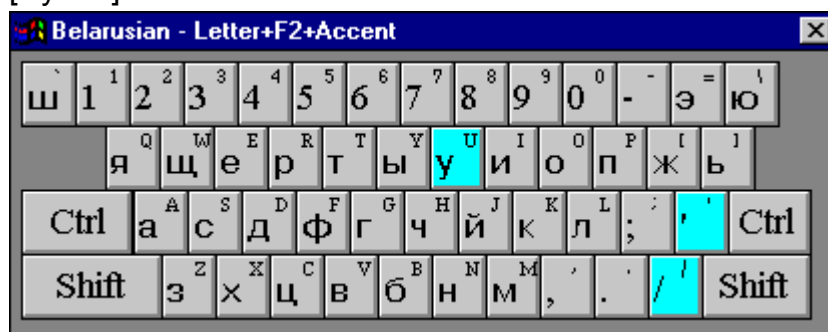 Belarusian - Letter+F2+Accent
ш ` 1 1 2 2 3 3 4 4 5 5 6 6 7 7 8 8 9 9 0 0 - - э = ю \
я Q щ W е E р R т T ы Y у U и I о O п P ж [ ь ]
Ctrl а A с S д D ф F г G ч H й J к K л L ; ; ' ' Ctrl
Shift з Z х X ц C в V б B н N м M , , . . / / Shift